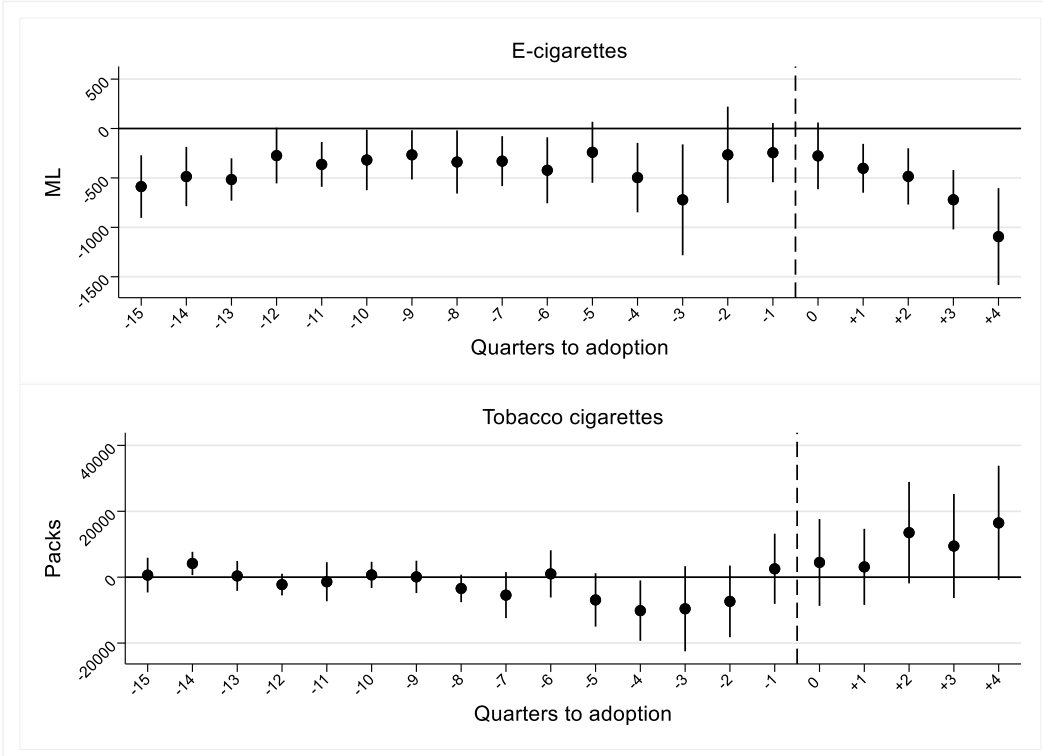 E-cigarettes
500
0
-500
-1000
-1500
ML
-15 -14 -13 -12 -11 -10 -9 -8 -7 -6 -5 -4 -3 -2 -1 0 +1 +2 +3 +4
Quarters to adoption
Tobacco cigarettes
40000
20000
0
-20000
Packs
-15 -14 -13 -12 -11 -10 -9 -8 -7 -6 -5 -4 -3 -2 -1 0 +1 +2 +3 +4
Quarters to adoption